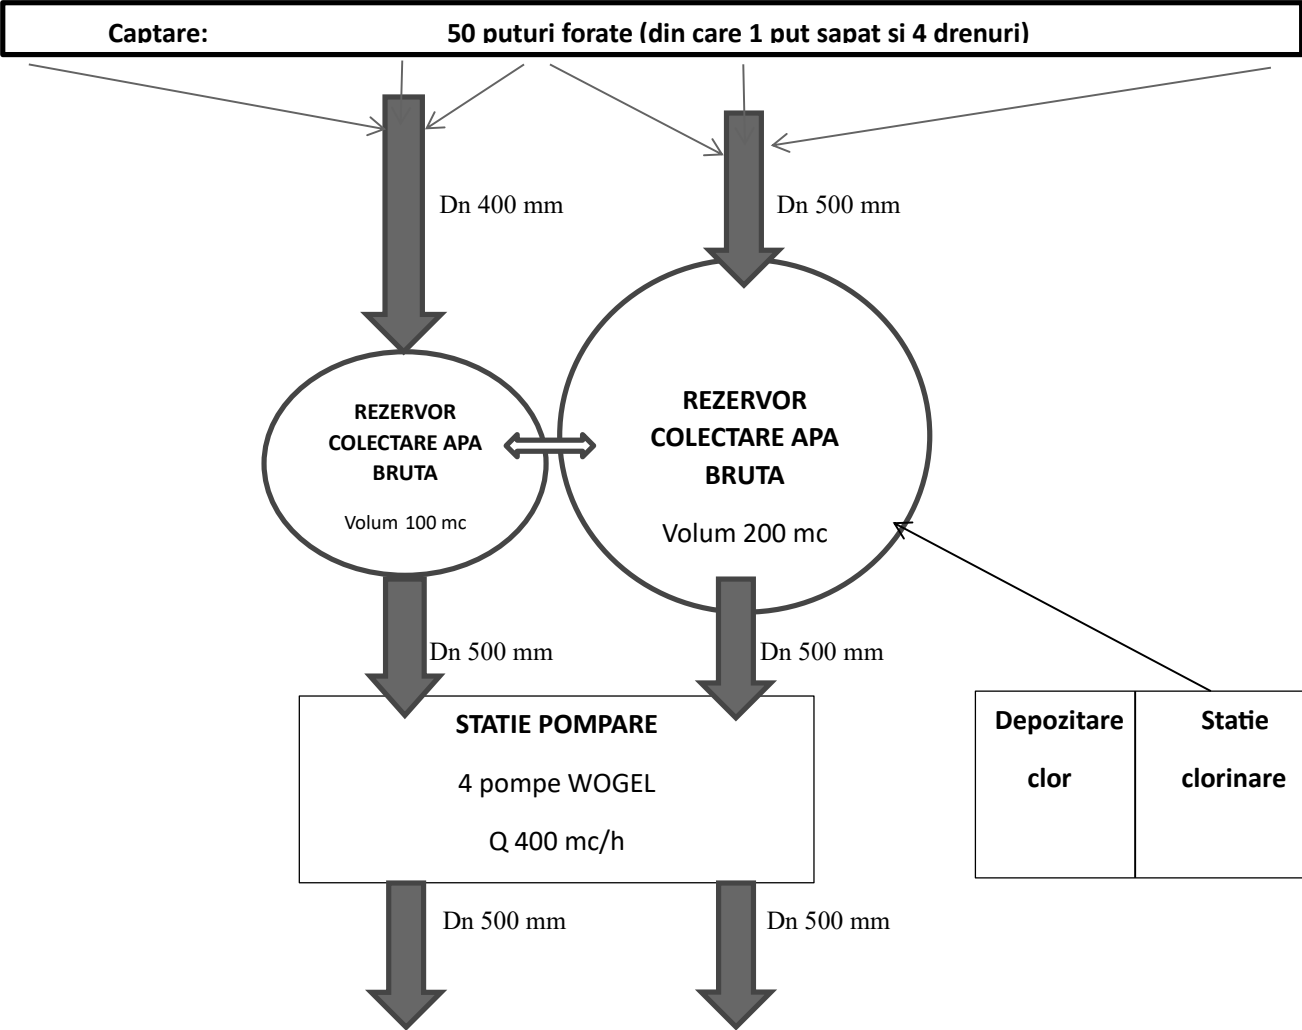 Captare: 50 puturi forate (din care 1 put sapat si 4 drenuri)
Dn 400 mm
Dn 500 mm
REZERVOR
COLECTARE APA
BRUTA
Volum 100 mc
REZERVOR
COLECTARE APA
BRUTA
Volum 200 mc
Dn 500 mm
Dn 500 mm
STATIE POMPARE
4 pompe WOGEL
Q 400 mc/h
Depozitare
clor
Statie
clorinare
Dn 500 mm
Dn 500 mm